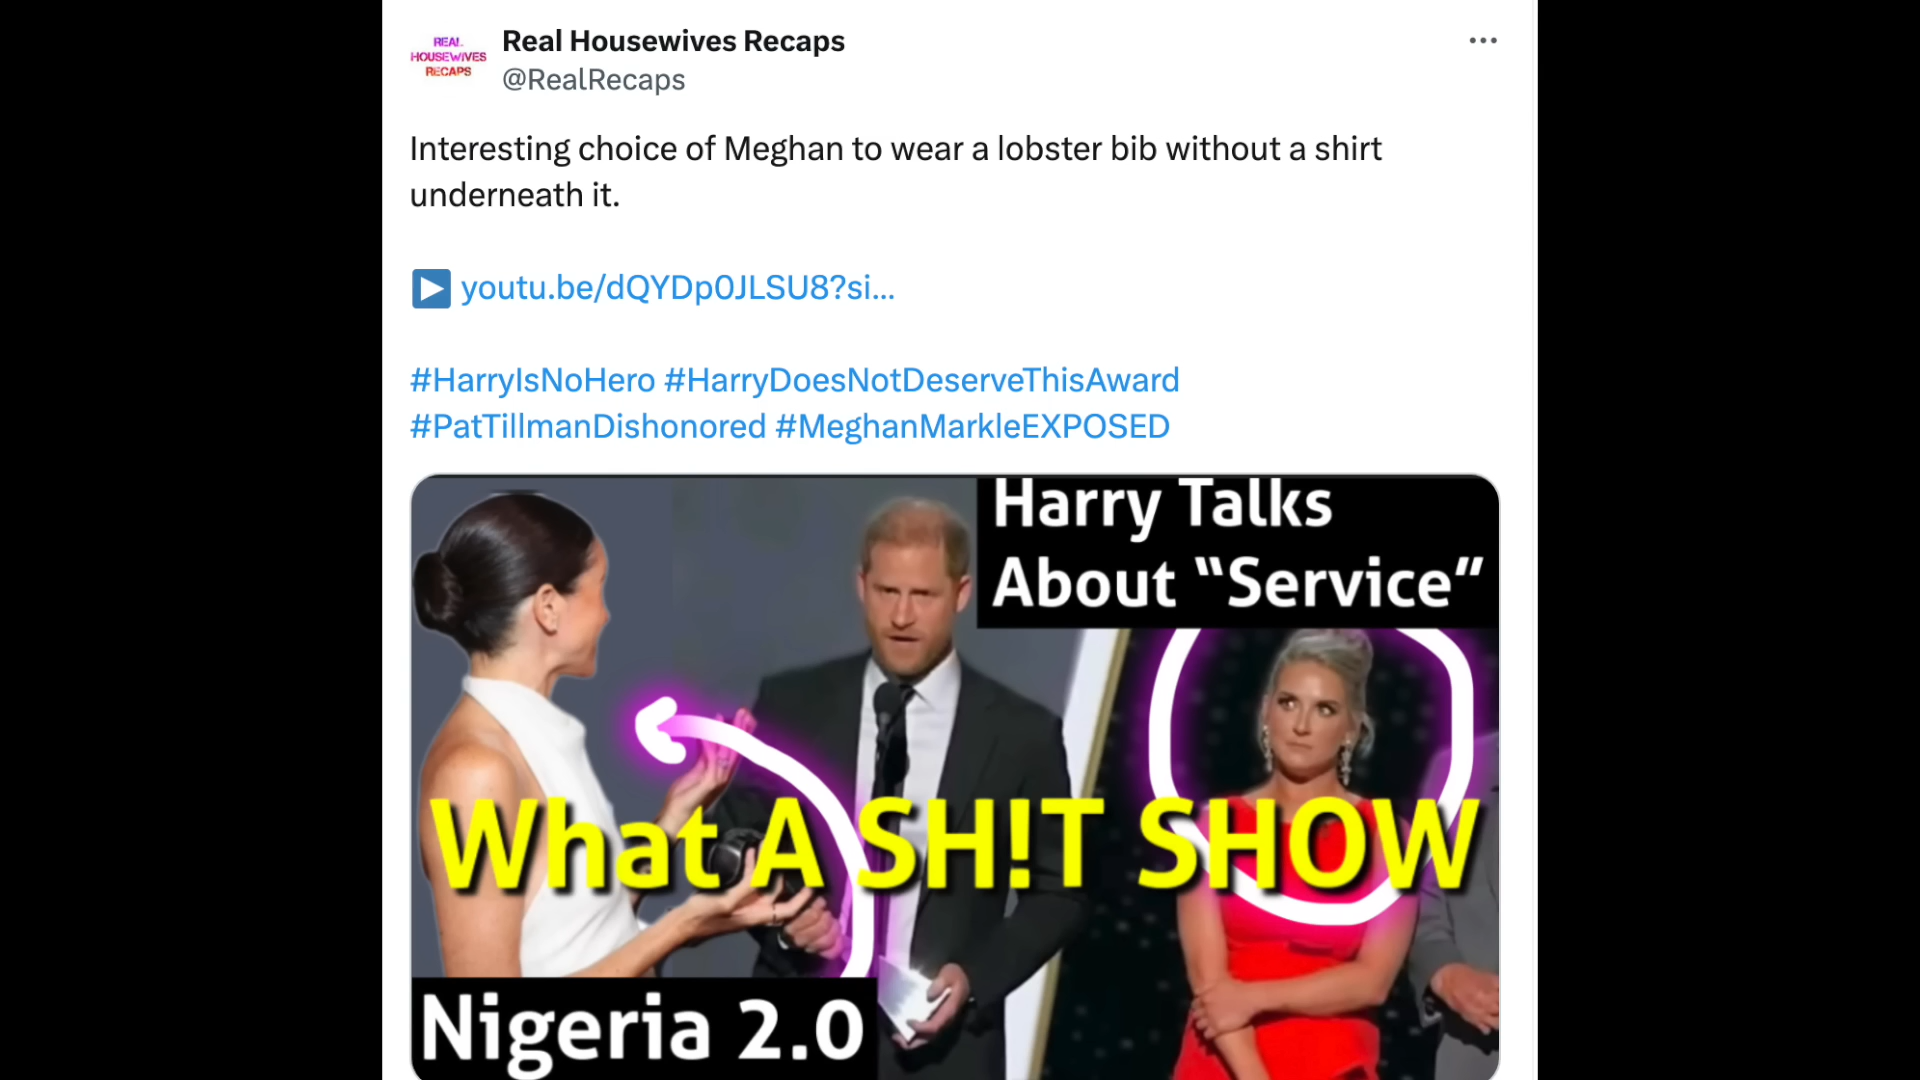 REAL
HOUSEWIVES
RECAPS
Real Housewives Recaps
@RealRecaps
Interesting choice of Meghan to wear a lobster bib without a shirt
underneath it.
youtu.be/dQYDp0JLSU8?si...
#HarryIsNoHero #HarryDoesNotDeserveThisAward
#PatTillmanDishonored #MeghanMarkleEXPOSED
Harry Talks
About “Service”
What A SH!T SHOW
Nigeria 2.0